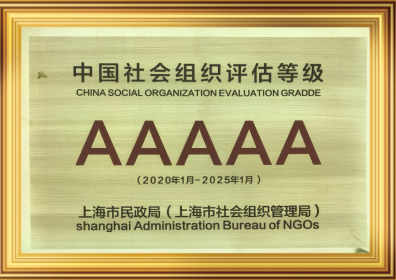 中国社会组织评估等级
CHINA SOCIAL ORGANIZATION EVALUATION GRADDE
AAAAA
（2020年1月-2025年1月）
上海市民政局（上海市社会组织管理局）
shanghai Administration Bureau of NGOs